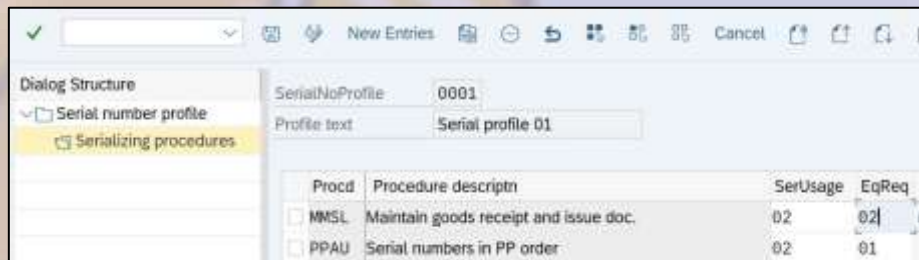 New Entries Cancel
Dialog Structure
Serial number profile
Serializing procedures
SerialNoProfile 0001
Profile text Serial profile 01
Procd Procedure descriptn SerUsage EqReq
MMSL Maintain goods receipt and issue doc. 02 02
PPAU Serial numbers in PP order 02 01